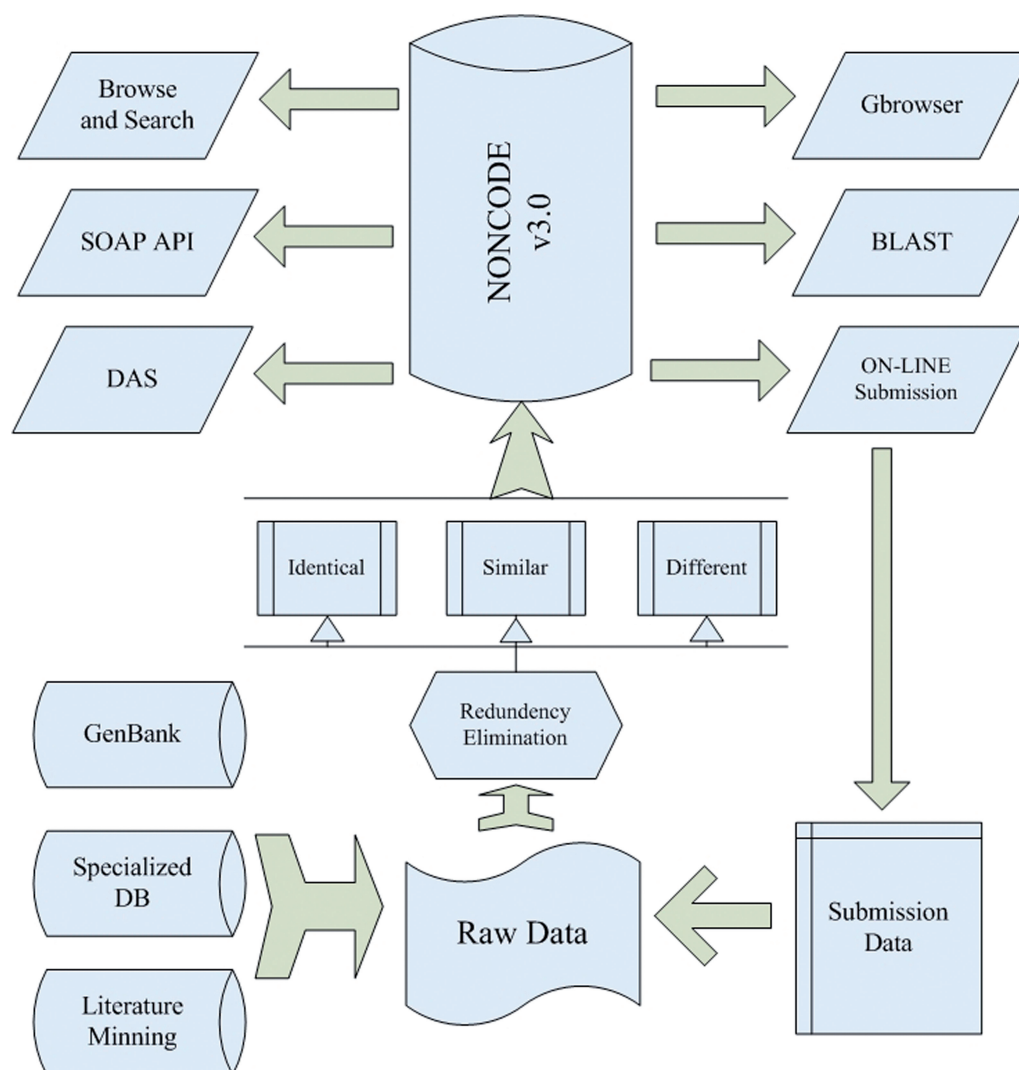 Browse
and Search
NONCODE
v3.0
Gbrowser
SOAP API
BLAST
DAS
ON-LINE
Submission
Identical
Similar
Different
GenBank
Redundency
Elimination
Specialized
DB
Raw Data
Submission
Data
Literature
Minning